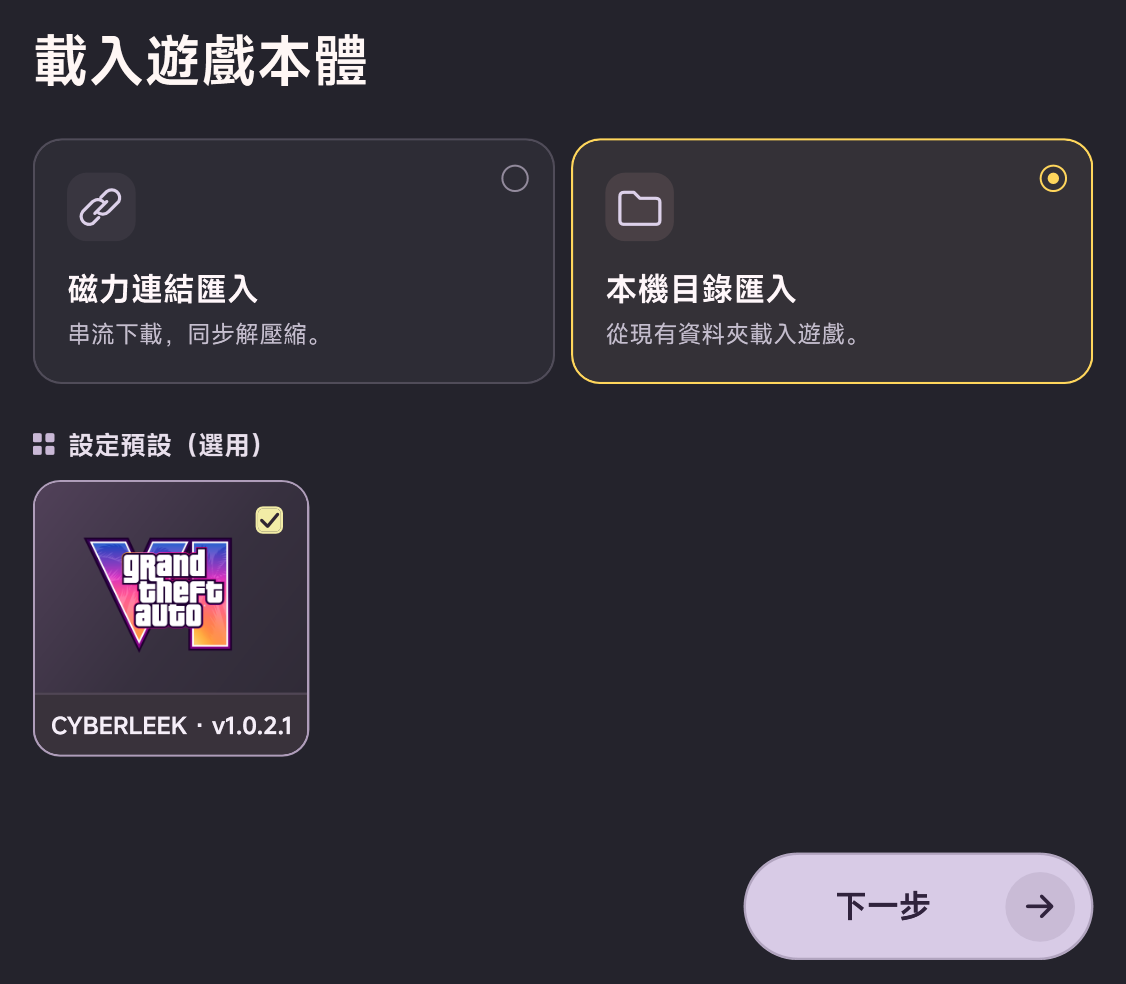 載入遊戲本體
磁力連結匯入
串流下載，同步解壓縮。
本機目錄匯入
從現有資料夾載入遊戲。
設定預設（選用）
VI
grand
theft
auto
CYBERLEEK · v1.0.2.1
下一步